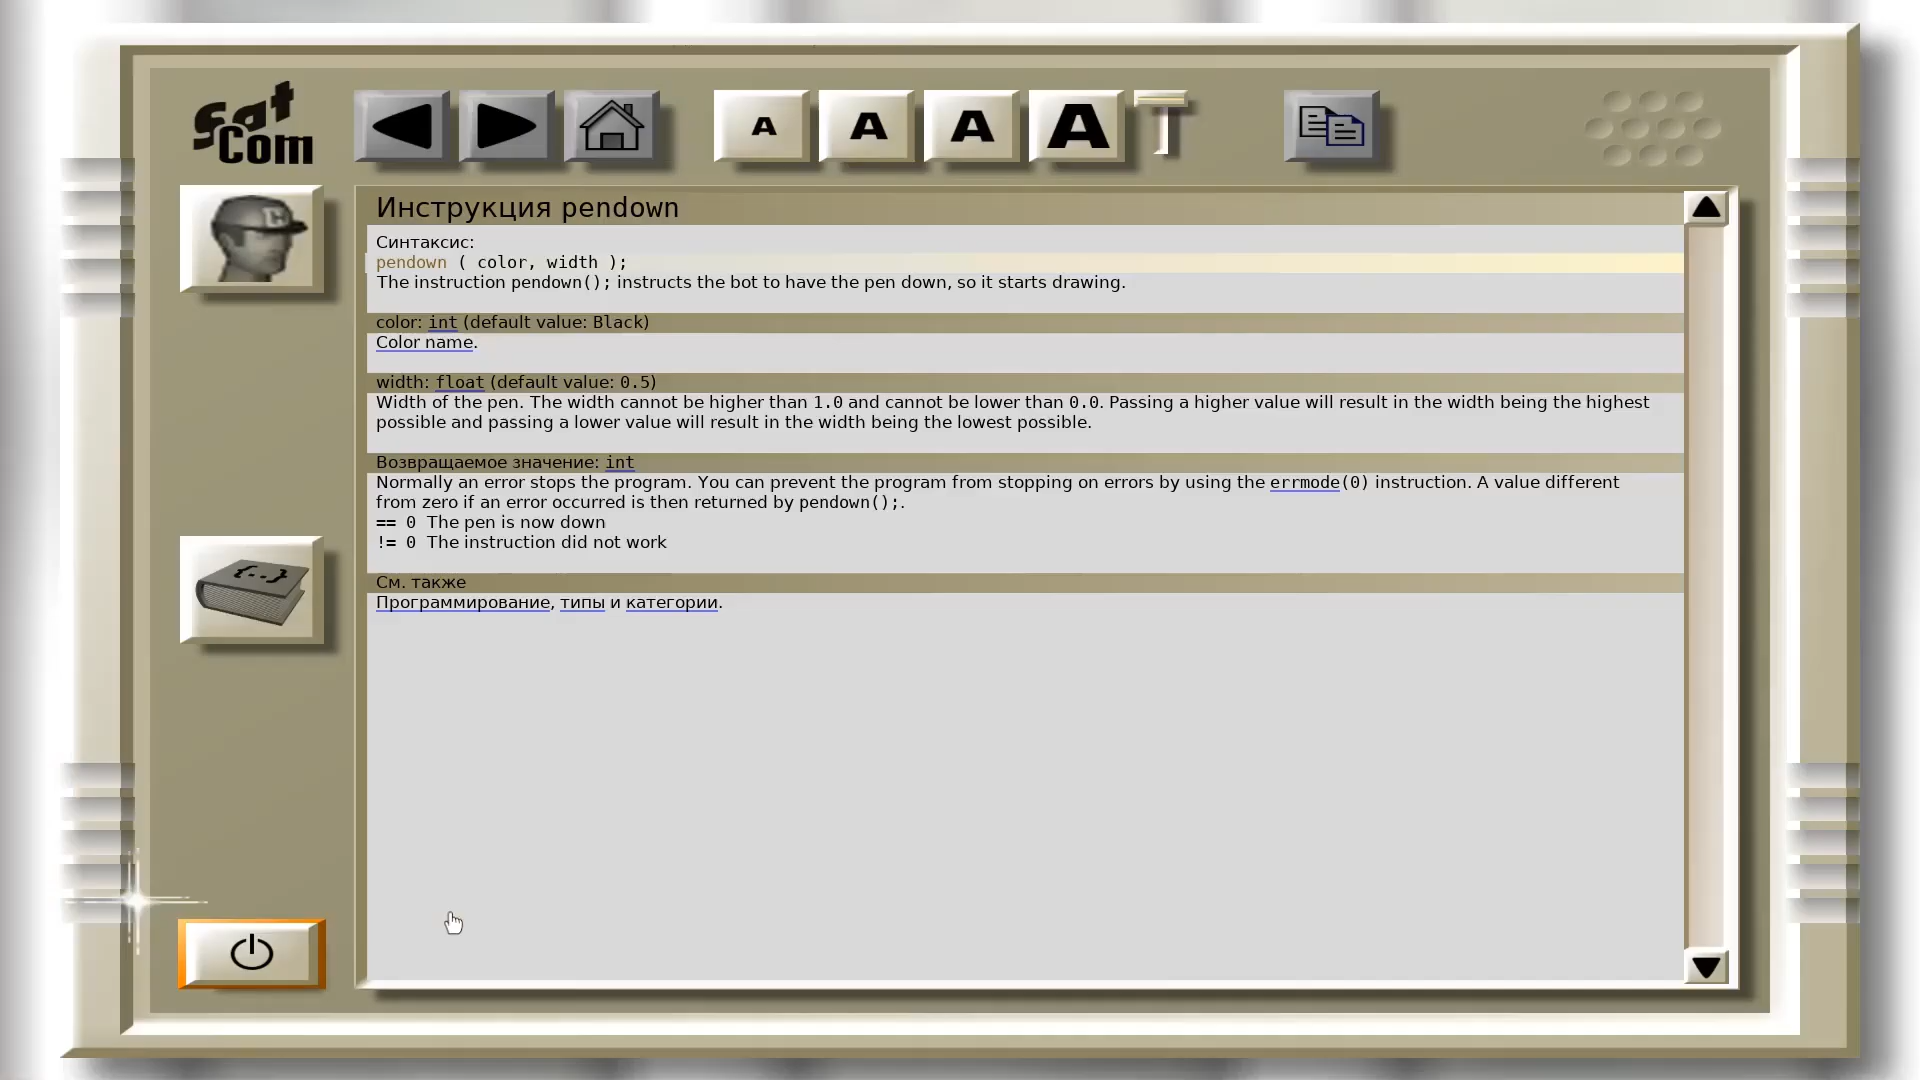 Sat
Com
A A A A T
Инструкция pendown
Синтаксис:
pendown ( color, width );
The instruction pendown(); instructs the bot to have the pen down, so it starts drawing.
color: int (default value: Black)
Color name.
width: float (default value: 0.5)
Width of the pen. The width cannot be higher than 1.0 and cannot be lower than 0.0. Passing a higher value will result in the width being the highest
possible and passing a lower value will result in the width being the lowest possible.
Возвращаемое значение: int
Normally an error stops the program. You can prevent the program from stopping on errors by using the errmode(0) instruction. A value different
from zero if an error occurred is then returned by pendown();.
== 0 The pen is now down
!= 0 The instruction did not work
См. также
Программирование, типы и категории.
{..}